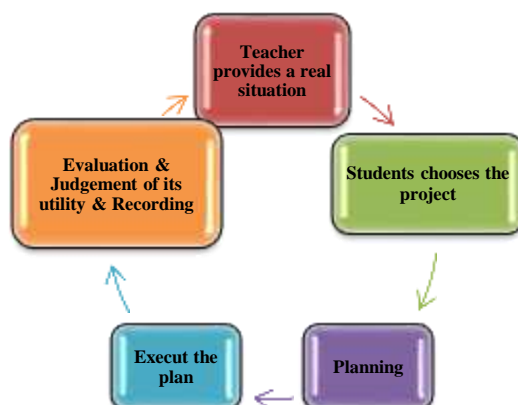 Teacher
provides a real
situation
Students chooses the
project
Planning
Execut the
plan
Evaluation &
Judgement of its
utility & Recording